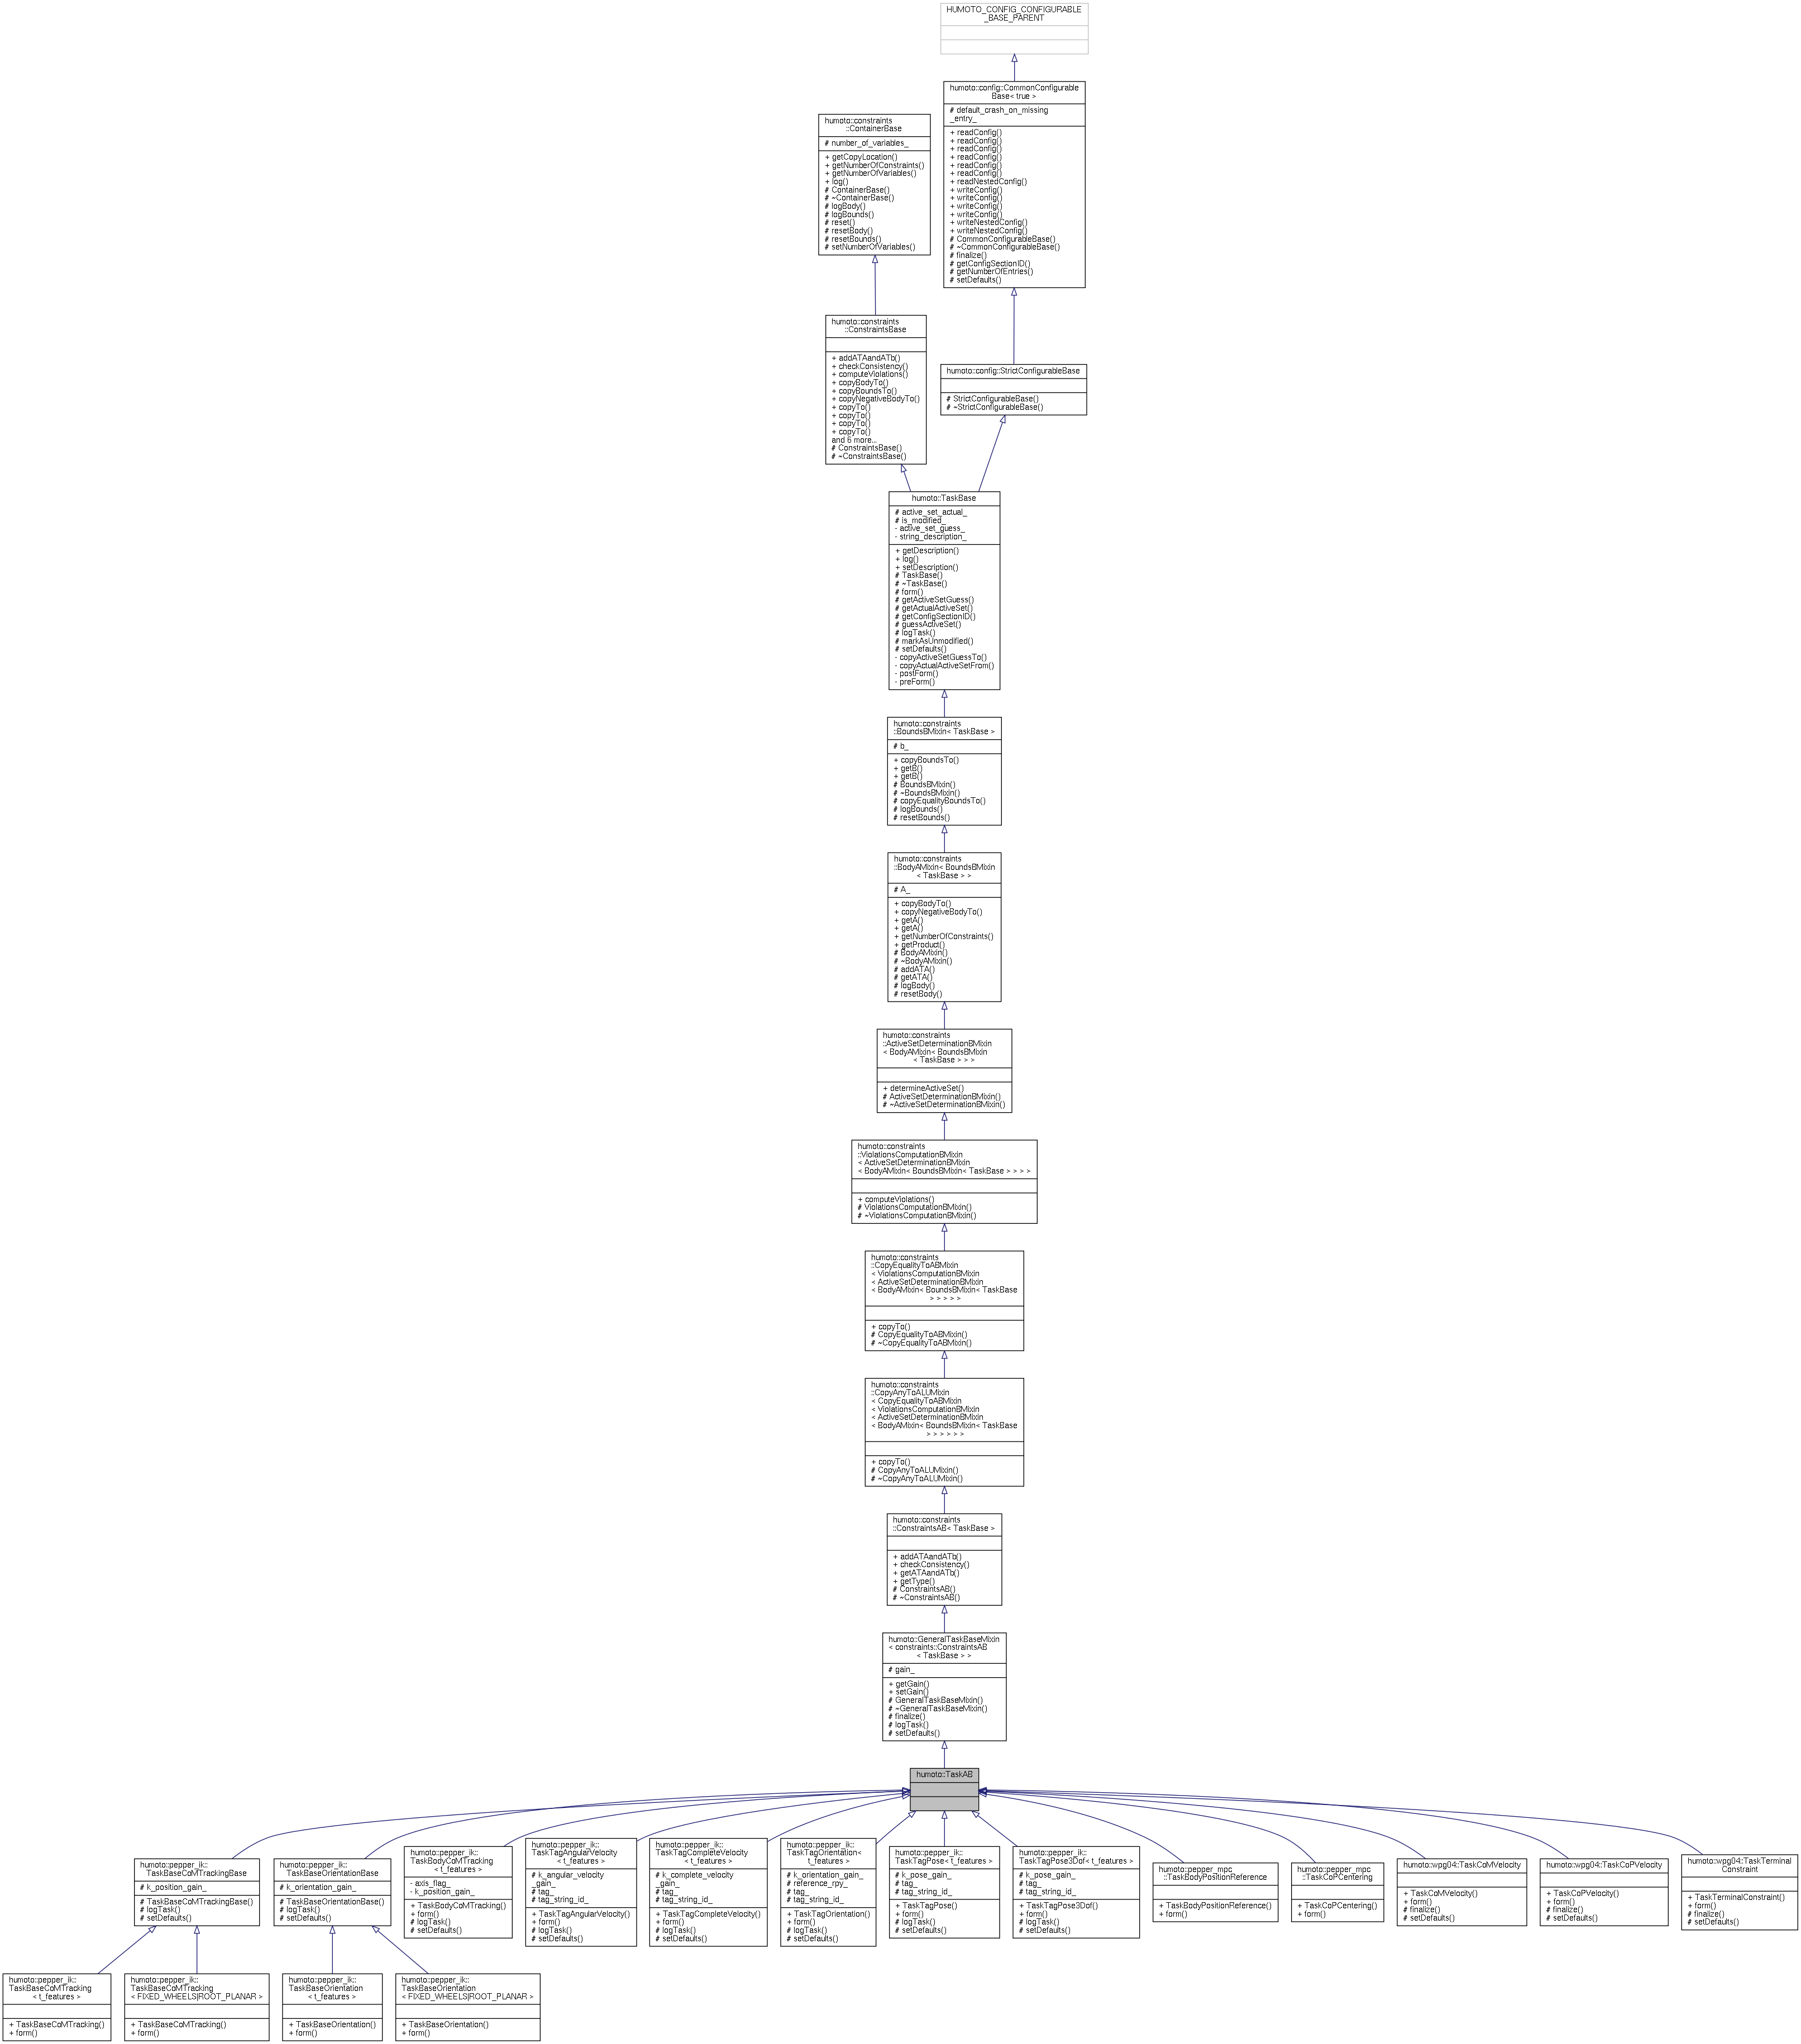 HUMOTO_CONFIG_CONFIGURABLE
_BASE_PARENT
humoto::config::CommonConfigurable
Base< true >
# default_crash_on_missing
_entry_
+ readConfig()
+ readConfig()
+ readConfig()
+ readConfig()
+ readConfig()
+ readConfig()
+ readNestedConfig()
+ writeConfig()
+ writeConfig()
+ writeConfig()
+ writeConfig()
+ writeNestedConfig()
+ writeNestedConfig()
# CommonConfigurableBase()
# ~CommonConfigurableBase()
# finalize()
# getConfigSectionID()
# getNumberOfEntries()
# setDefaults()
humoto::constraints
::ContainerBase
# number_of_variables_
+ getCopyLocation()
+ getNumberOfConstraints()
+ getNumberOfVariables()
+ log()
# ContainerBase()
# ~ContainerBase()
# logBody()
# logBounds()
# reset()
# resetBody()
# resetBounds()
# setNumberOfVariables()
humoto::constraints
::ConstraintsBase
+ addATAandATb()
+ checkConsistency()
+ computeViolations()
+ copyBodyTo()
+ copyBoundsTo()
+ copyNegativeBodyTo()
+ copyTo()
+ copyTo()
+ copyTo()
+ copyTo()
and 6 more...
# ConstraintsBase()
# ~ConstraintsBase()
humoto::config::StrictConfigurableBase
# StrictConfigurableBase()
# ~StrictConfigurableBase()
humoto::TaskBase
# active_set_actual_
# is_modified_
- active_set_guess_
- string_description_
+ getDescription()
+ log()
+ setDescription()
# TaskBase()
# ~TaskBase()
# form()
# getActiveSetGuess()
# getActualActiveSet()
# getConfigSectionID()
# guessActiveSet()
# logTask()
# markAsUnmodified()
# setDefaults()
- copyActiveSetGuessTo()
- copyActualActiveSetFrom()
- postForm()
- preForm()
humoto::constraints
::BoundsBMixin< TaskBase >
# b_
+ copyBoundsTo()
+ getB()
+ getB()
# BoundsBMixin()
# ~BoundsBMixin()
# copyEqualityBoundsTo()
# logBounds()
# resetBounds()
humoto::constraints
::BodyAMixin< BoundsBMixin
< TaskBase > >
# A_
+ copyBodyTo()
+ copyNegativeBodyTo()
+ getA()
+ getA()
+ getNumberOfConstraints()
+ getProduct()
# BodyAMixin()
# ~BodyAMixin()
# addATA()
# getATA()
# logBody()
# resetBody()
humoto::constraints
::ActiveSetDeterminationBMixin
< BodyAMixin< BoundsBMixin
< TaskBase > > >
+ determineActiveSet()
# ActiveSetDeterminationBMixin()
# ~ActiveSetDeterminationBMixin()
humoto::constraints
::ViolationsComputationBMixin
< ActiveSetDeterminationBMixin
< BodyAMixin< BoundsBMixin< TaskBase > > > >
+ computeViolations()
# ViolationsComputationBMixin()
# ~ViolationsComputationBMixin()
humoto::constraints
::CopyEqualityToABMixin
< ViolationsComputationBMixin
< ActiveSetDeterminationBMixin
< BodyAMixin< BoundsBMixin< TaskBase
> > > > >
+ copyTo()
# CopyEqualityToABMixin()
# ~CopyEqualityToABMixin()
humoto::constraints
::CopyAnyToALUMixin
< CopyEqualityToABMixin
< ViolationsComputationBMixin
< ActiveSetDeterminationBMixin
< BodyAMixin< BoundsBMixin< TaskBase
> > > > > >
+ copyTo()
# CopyAnyToALUMixin()
# ~CopyAnyToALUMixin()
humoto::constraints
::ConstraintsAB< TaskBase >
+ addATAandATb()
+ checkConsistency()
+ getATAandATb()
+ getType()
# ConstraintsAB()
# ~ConstraintsAB()
humoto::GeneralTaskBaseMixin
< constraints::ConstraintsAB
< TaskBase > >
# gain_
+ getGain()
+ setGain()
# GeneralTaskBaseMixin()
# ~GeneralTaskBaseMixin()
# finalize()
# logTask()
# setDefaults()
humoto::TaskAB
humoto::pepper_ik::
TaskBaseCoMTrackingBase
# k_position_gain_
# TaskBaseCoMTrackingBase()
# logTask()
# setDefaults()
humoto::pepper_ik::
TaskBaseOrientationBase
# k_orientation_gain_
# TaskBaseOrientationBase()
# logTask()
# setDefaults()
humoto::pepper_ik::
TaskBodyCoMTracking
< t_features >
- axis_flag_
- k_position_gain_
+ TaskBodyCoMTracking()
+ form()
# logTask()
# setDefaults()
humoto::pepper_ik::
TaskTagAngularVelocity
< t_features >
# k_angular_velocity
_gain_
# tag_
# tag_string_id_
+ TaskTagAngularVelocity()
+ form()
# logTask()
# setDefaults()
humoto::pepper_ik::
TaskTagCompleteVelocity
< t_features >
# k_complete_velocity
_gain_
# tag_
# tag_string_id_
+ TaskTagCompleteVelocity()
+ form()
# logTask()
# setDefaults()
humoto::pepper_ik::
TaskTagOrientation<
t_features >
# k_orientation_gain_
# reference_rpy_
# tag_
# tag_string_id_
+ TaskTagOrientation()
+ form()
# logTask()
# setDefaults()
humoto::pepper_ik::
TaskTagPose< t_features >
# k_pose_gain_
# tag_
# tag_string_id_
+ TaskTagPose()
+ form()
# logTask()
# setDefaults()
humoto::pepper_ik::
TaskTagPose3Dof< t_features >
# k_pose_gain_
# tag_
# tag_string_id_
+ TaskTagPose3Dof()
+ form()
# logTask()
# setDefaults()
humoto::pepper_mpc
::TaskBodyPositionReference
+ TaskBodyPositionReference()
+ form()
humoto::pepper_mpc
::TaskCoPCentering
+ TaskCoPCentering()
+ form()
humoto::wpg04::TaskCoMVelocity
+ TaskCoMVelocity()
+ form()
# finalize()
# setDefaults()
humoto::wpg04::TaskCoPVelocity
+ TaskCoPVelocity()
+ form()
# finalize()
# setDefaults()
humoto::wpg04::TaskTerminal
Constraint
+ TaskTerminalConstraint()
+ form()
# finalize()
# setDefaults()
humoto::pepper_ik::
TaskBaseCoMTracking
< t_features >
+ TaskBaseCoMTracking()
+ form()
humoto::pepper_ik::
TaskBaseCoMTracking
< FIXED_WHEELS|ROOT_PLANAR >
+ TaskBaseCoMTracking()
+ form()
humoto::pepper_ik::
TaskBaseOrientation
< t_features >
+ TaskBaseOrientation()
+ form()
humoto::pepper_ik::
TaskBaseOrientation
< FIXED_WHEELS|ROOT_PLANAR >
+ TaskBaseOrientation()
+ form()